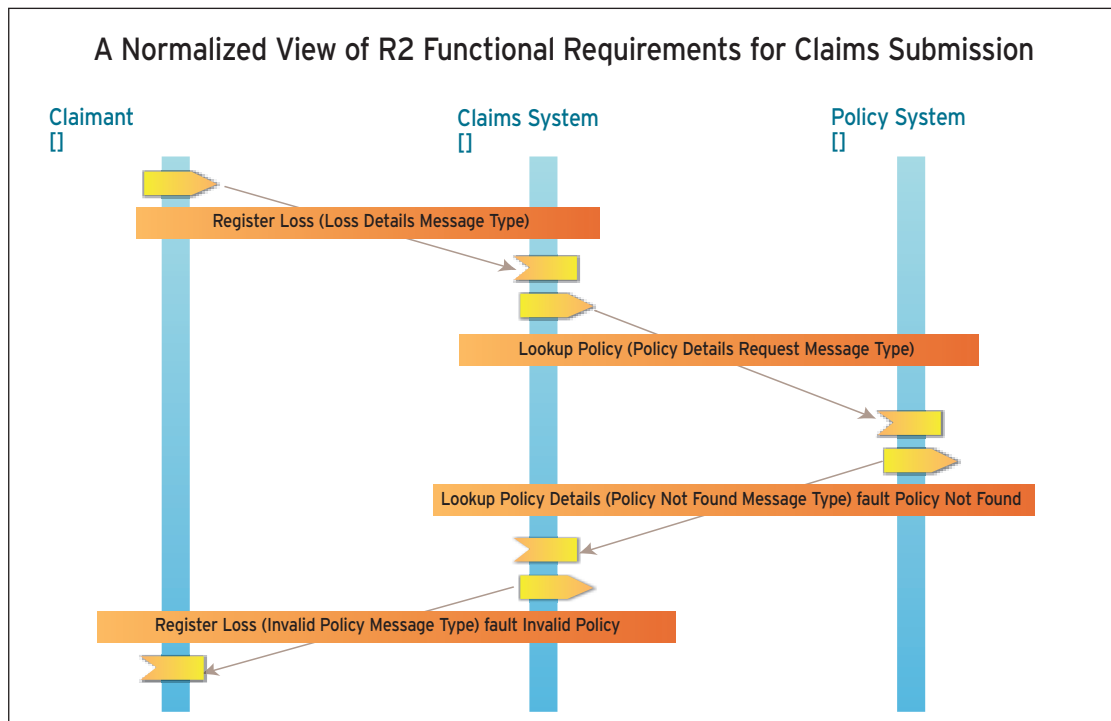 A Normalized View of R2 Functional Requirements for Claims Submission
Claimant
[]
Claims System
[]
Policy System
[]
Register Loss (Loss Details Message Type)
Lookup Policy (Policy Details Request Message Type)
Lookup Policy Details (Policy Not Found Message Type) fault Policy Not Found
Register Loss (Invalid Policy Message Type) fault Invalid Policy